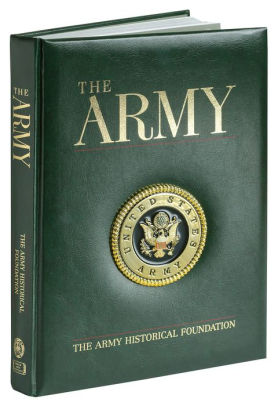 THE
ARMY
UNITED STATES
ARMY
THE ARMY HISTORICAL FOUNDATION
THE
ARMY
THE ARMY HISTORICAL
FOUNDATION